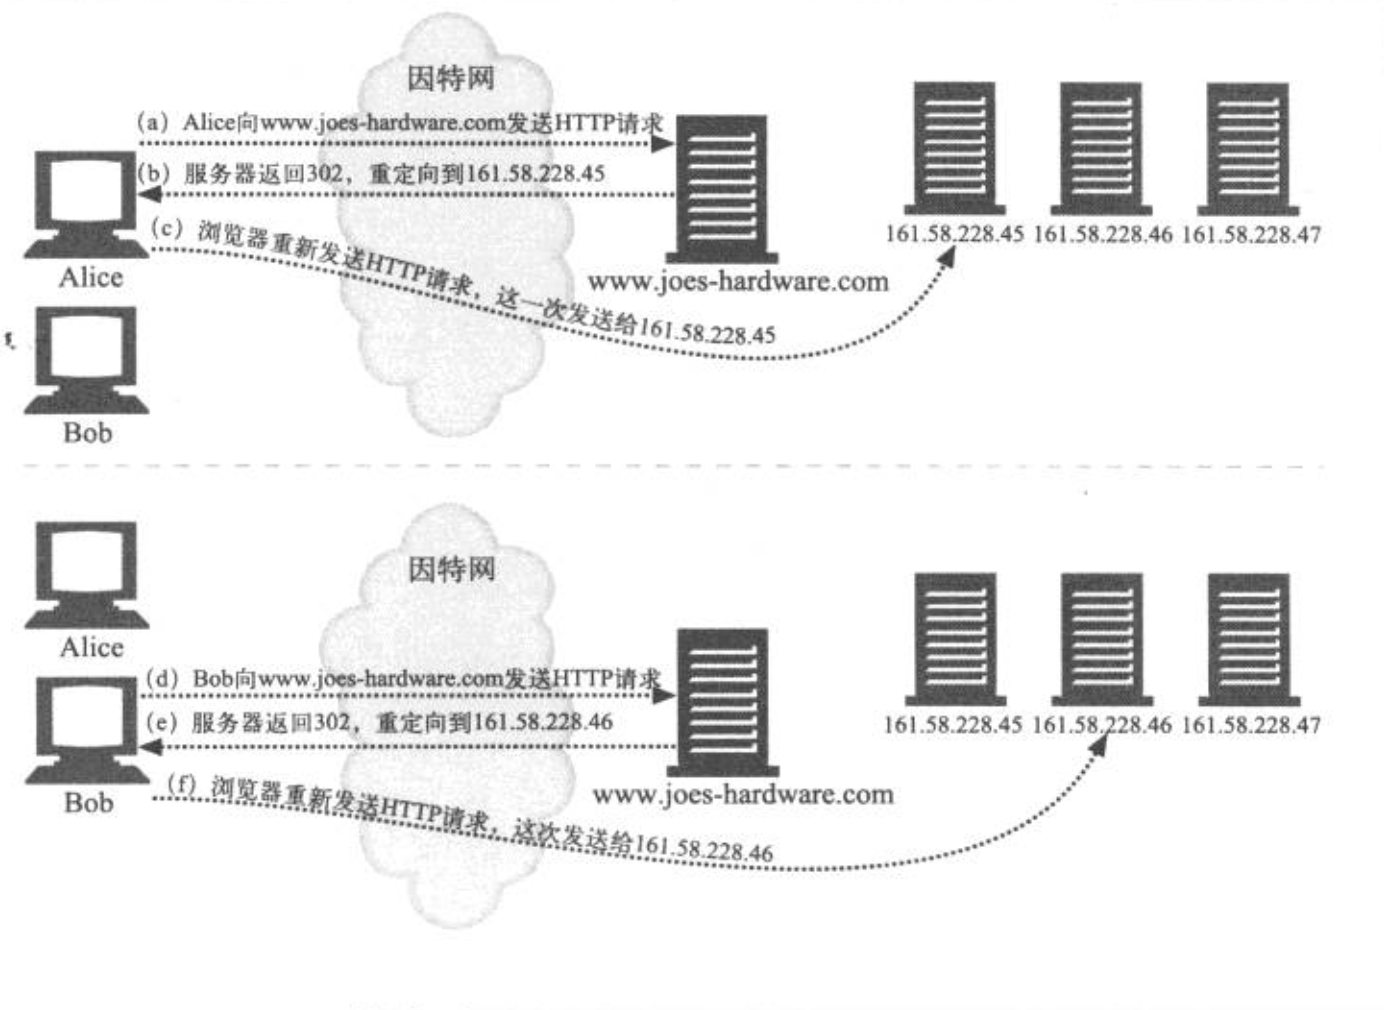 因特网
(a) Alice向www.joes-hardware.com发送HTTP请求
(b) 服务器返回302，重定向到161.58.228.45
(c) 浏览器重新发送HTTP请求，这一次发送给161.58.228.45
Alice
www.joes-hardware.com
161.58.228.45 161.58.228.46 161.58.228.47
Bob
因特网
Alice
(d) Bob向www.joes-hardware.com发送HTTP请求
(e) 服务器返回302，重定向到161.58.228.46
(f) 浏览器重新发送HTTP请求，这次发送给161.58.228.46
Bob
www.joes-hardware.com
161.58.228.45 161.58.228.46 161.58.228.47